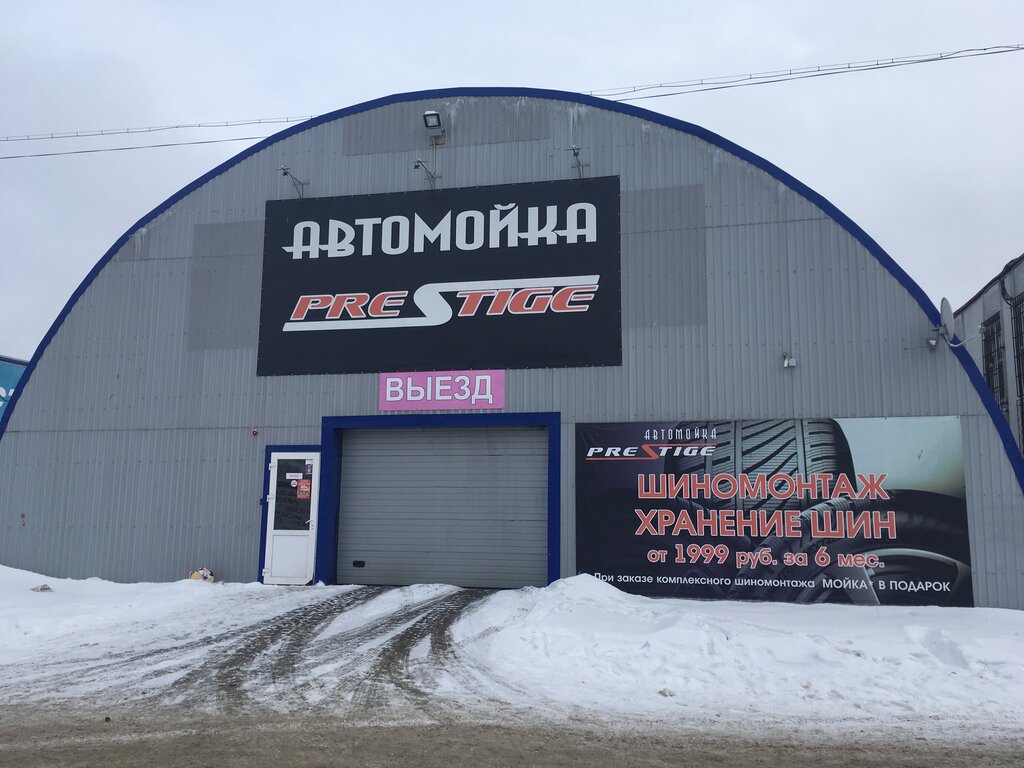 АВТОМОЙКА
PRESTIGE
ВЫЕЗД
АВТОМОЙКА
PRESTIGE
ШИНОМОНТАЖ
ХРАНЕНИЕ ШИН
от 1999 руб. за 6 мес.
При заказе комплексного шиномонтажа МОЙКА* В ПОДАРОК